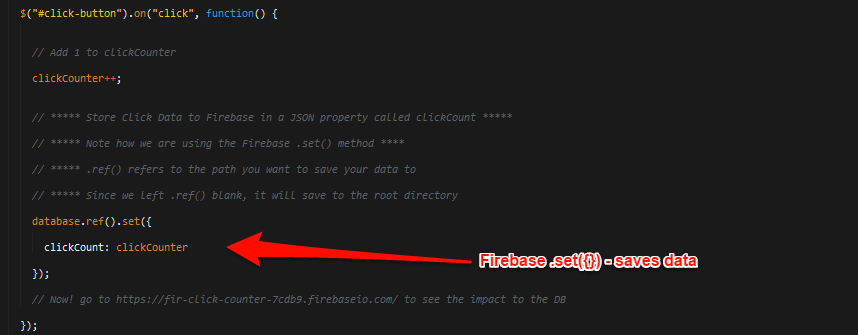 $("#click-button").on("click", function() {
// Add 1 to clickCounter
clickCounter++;
// ***** Store Click Data to Firebase in a JSON property called clickCount *****
// ***** Note how we are using the Firebase .set() method ****
// ***** .ref() refers to the path you want to save your data to
// ***** Since we left .ref() blank, it will save to the root directory
database.ref().set({
clickCount: clickCounter
Firebase .set({}) - saves data
});
// Now! go to https://fir-click-counter-7cdb9.firebaseio.com/ to see the impact to the DB
});